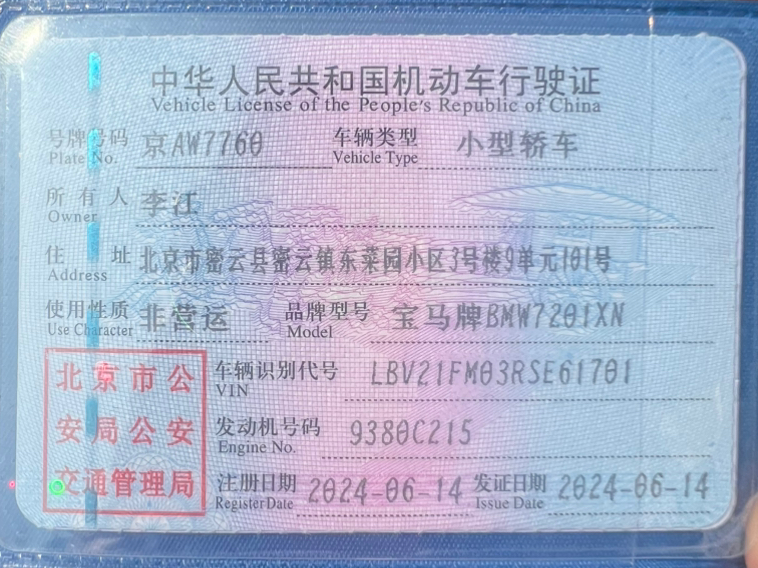 中华人民共和国机动车行驶证
Vehicle License of the People's Republic of China
号牌号码 京AW7760 车辆类型 小型轿车
Plate No. Vehicle Type
所有人 李江
Owner
住址 北京市密云县密云镇东菜园小区3号楼9单元101号
Address
使用性质 非营运 品牌型号 宝马牌BMW7201XN
Use Character Model
北京市公 车辆识别代号 LBV21FM03RSE61701
VIN
安局公安 发动机号码 9380C215
Engine No.
交通管理局 注册日期 2024-06-14 发证日期 2024-06-14
Register Date Issue Date